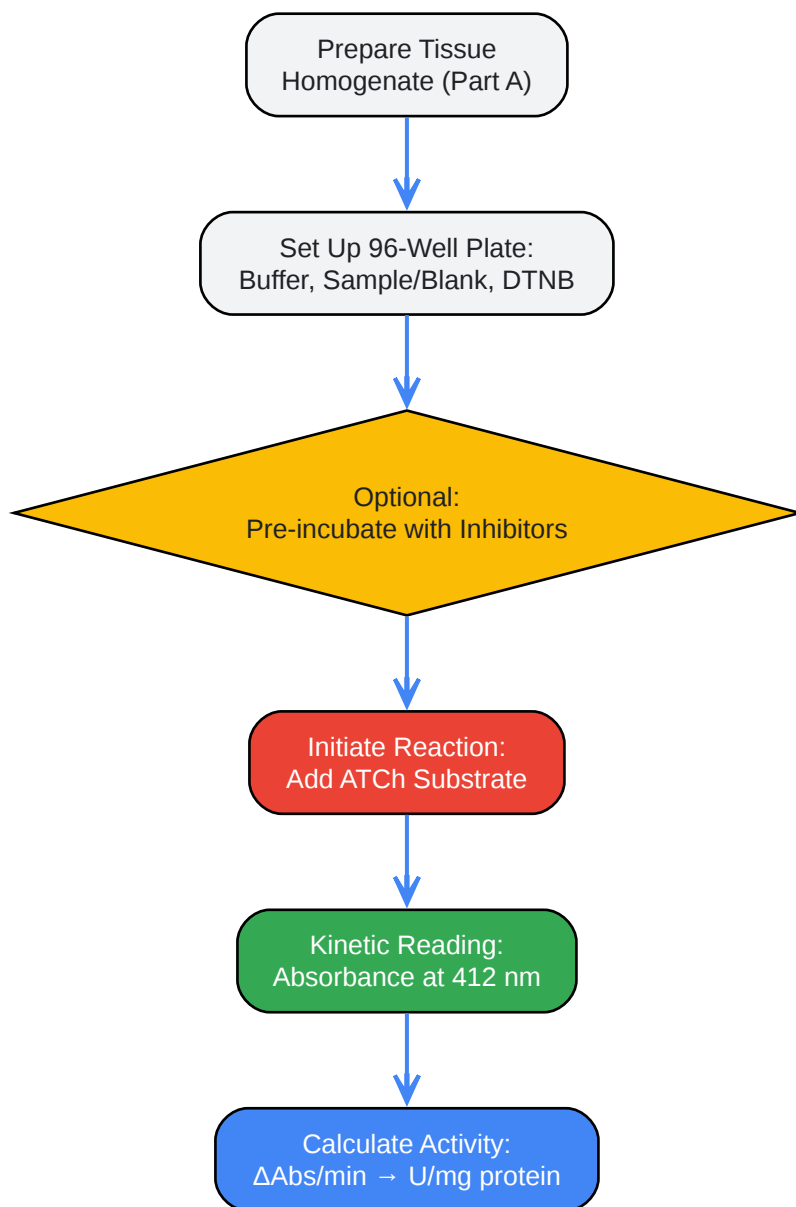 Prepare Tissue
Homogenate (Part A)
Set Up 96-Well Plate:
Buffer, Sample/Blank, DTNB
Optional:
Pre-incubate with Inhibitors
Initiate Reaction:
Add ATCh Substrate
Kinetic Reading:
Absorbance at 412 nm
Calculate Activity:
ΔAbs/min → U/mg protein